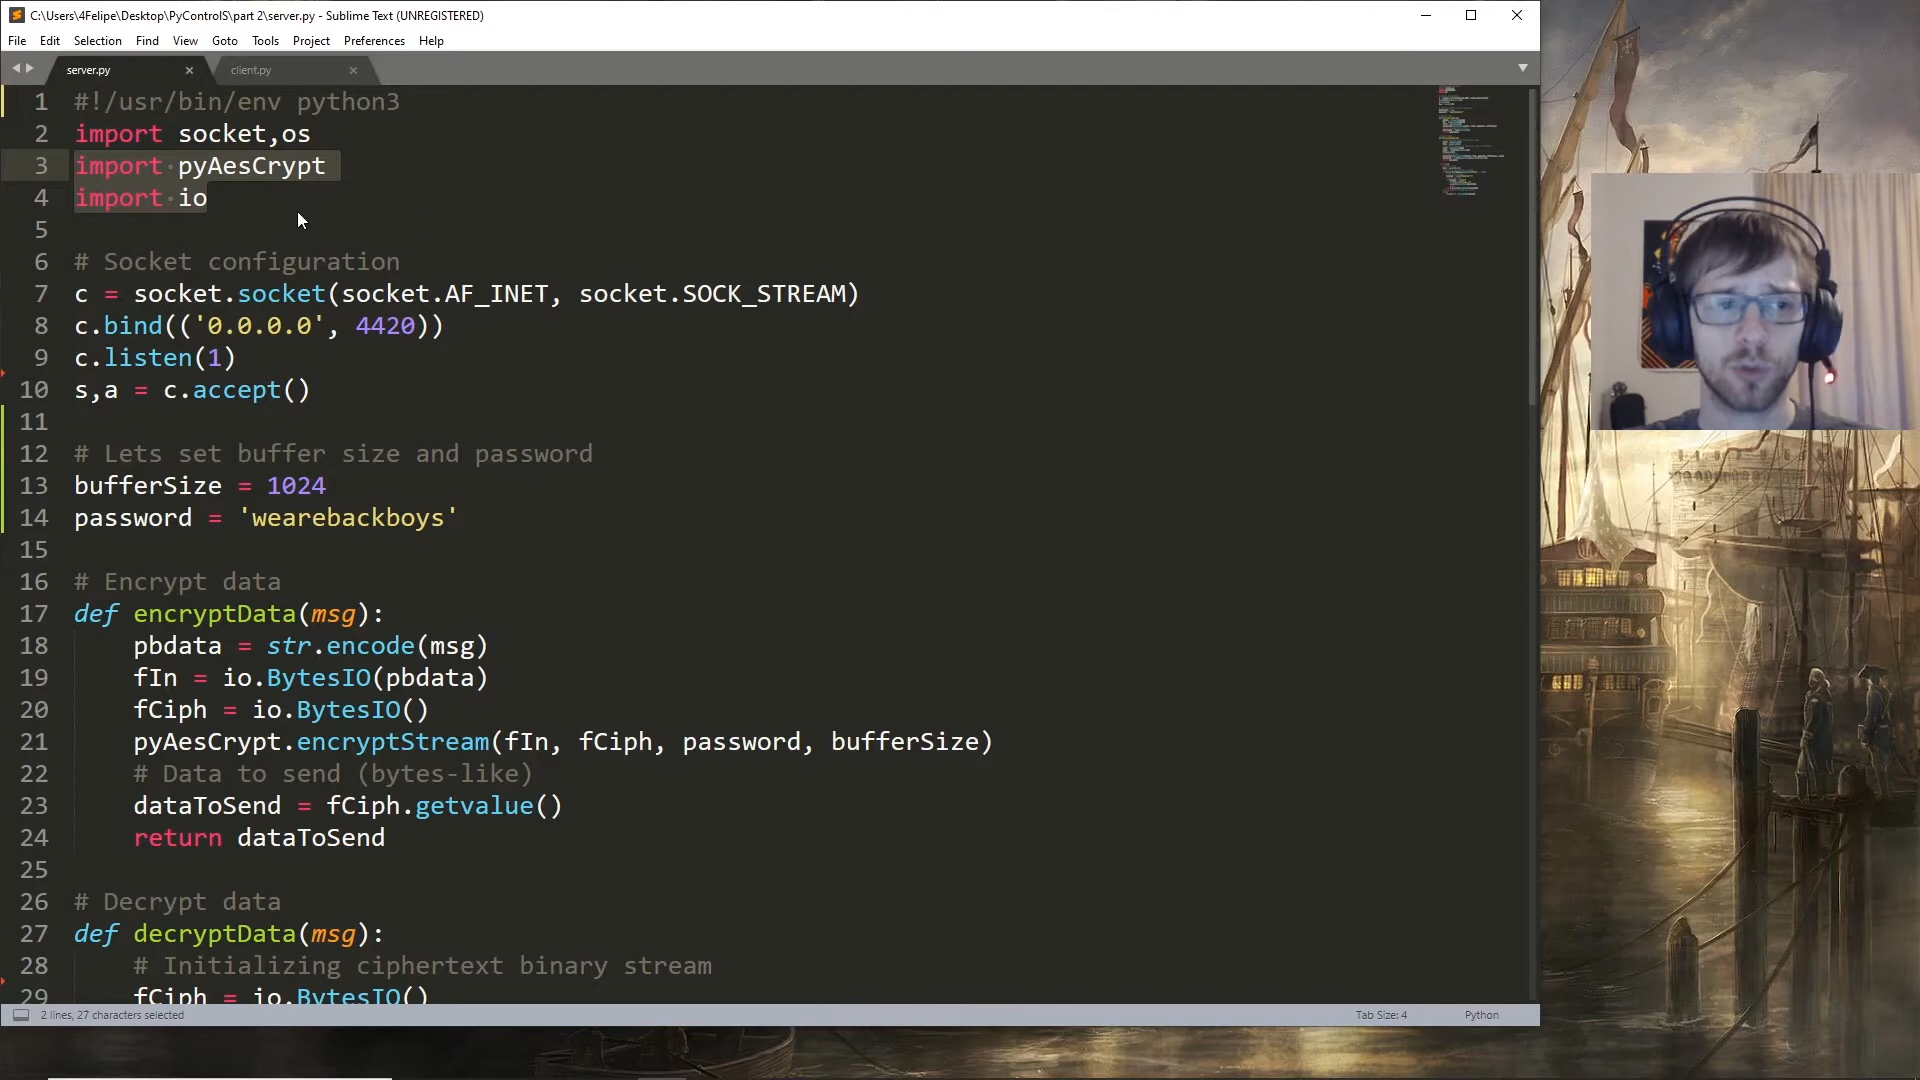 C:\Users\4Felipe\Desktop\PyControlS\part 2\server.py - Sublime Text (UNREGISTERED)
File Edit Selection Find View Goto Tools Project Preferences Help
server.py client.py
1 #!/usr/bin/env python3
2 import socket,os
3 import pyAesCrypt
4 import io
5
6 # Socket configuration
7 c = socket.socket(socket.AF_INET, socket.SOCK_STREAM)
8 c.bind(('0.0.0.0', 4420))
9 c.listen(1)
10 s,a = c.accept()
11
12 # Lets set buffer size and password
13 bufferSize = 1024
14 password = 'wearebackboys'
15
16 # Encrypt data
17 def encryptData(msg):
18 pbdata = str.encode(msg)
19 fIn = io.BytesIO(pbdata)
20 fCiph = io.BytesIO()
21 pyAesCrypt.encryptStream(fIn, fCiph, password, bufferSize)
22 # Data to send (bytes-like)
23 dataToSend = fCiph.getvalue()
24 return dataToSend
25
26 # Decrypt data
27 def decryptData(msg):
28 # Initializing ciphertext binary stream
29 fCiph = io.BytesIO()
2 lines, 27 characters selected Tab Size: 4 Python